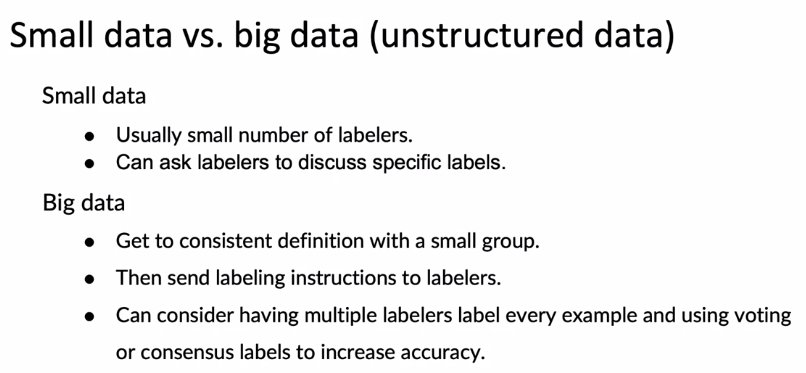 Small data vs. big data (unstructured data)
Small data
● Usually small number of labelers.
● Can ask labelers to discuss specific labels.
Big data
● Get to consistent definition with a small group.
● Then send labeling instructions to labelers.
● Can consider having multiple labelers label every example and using voting
or consensus labels to increase accuracy.